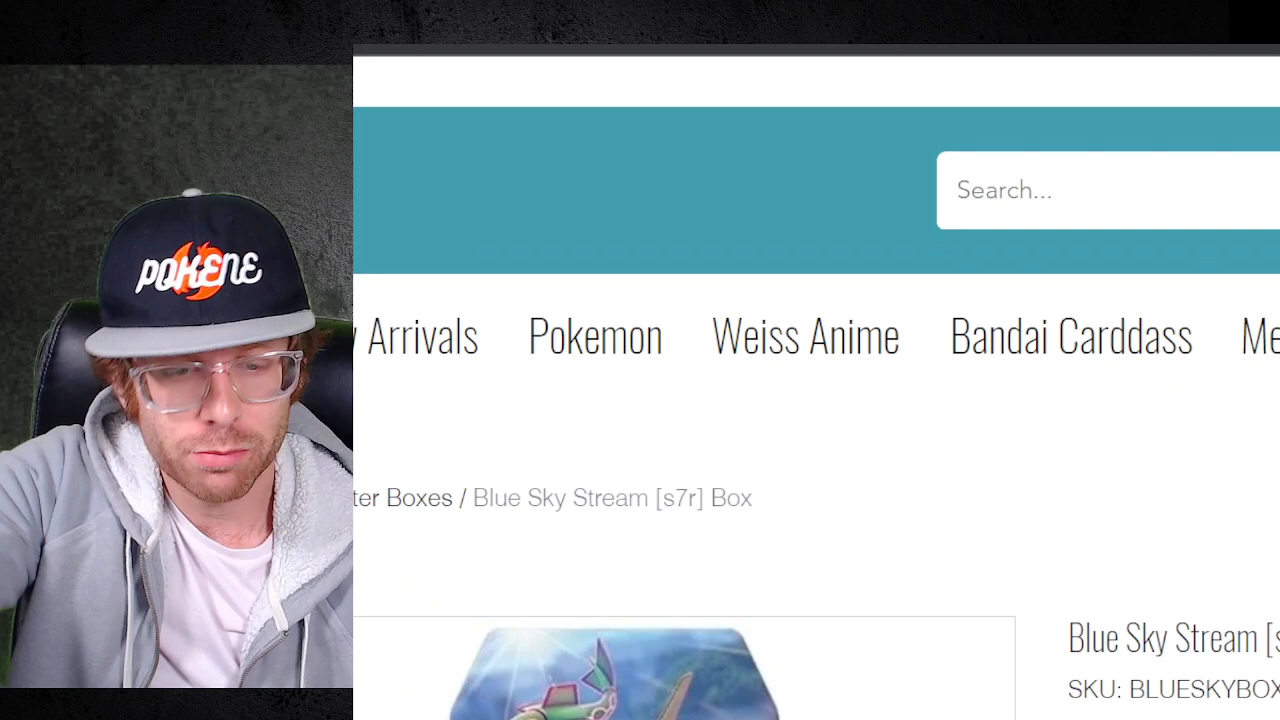 POKENE
Search...
Arrivals Pokemon Weiss Anime Bandai Carddass
Boxes / Blue Sky Stream [s7r] Box
Blue Sky Stream
SKU: BLUESKYBOX